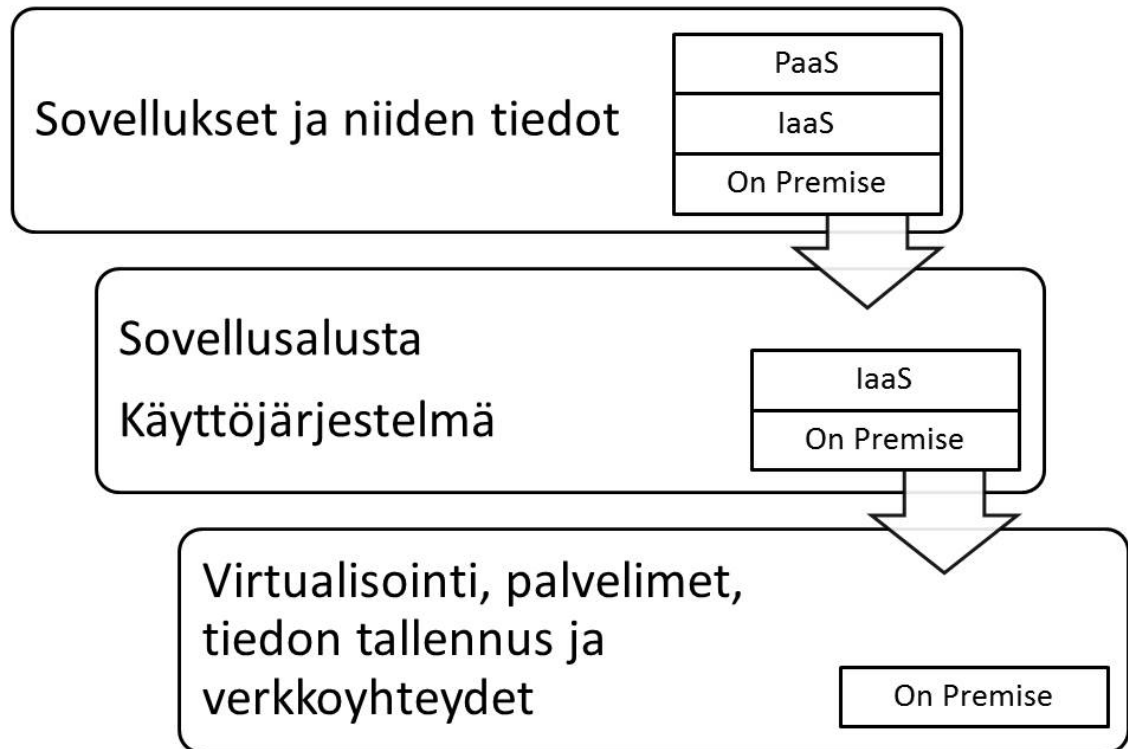 Sovellukset ja niiden tiedot
PaaS
IaaS
On Premise
Sovellusalusta
Käyttöjärjestelmä
IaaS
On Premise
Virtualisointi, palvelimet,
tiedon tallennus ja
verkkoyhteydet
On Premise